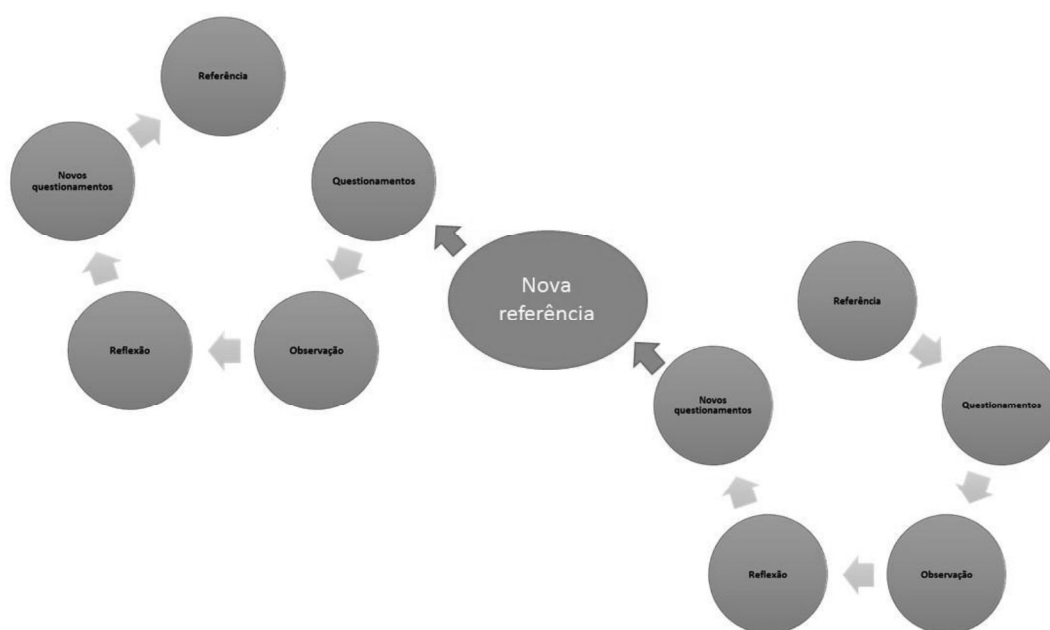 Referência
Novos
questionamentos
Questionamentos
Reflexão
Observação
Nova
referência
Referência
Novos
questionamentos
Questionamentos
Reflexão
Observação